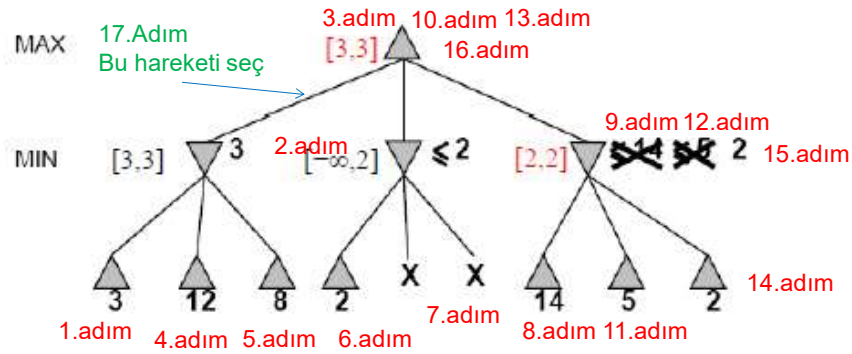 3.adım 10.adım 13.adım
MAX 17.Adım [3,3] 16.adım
Bu hareketi seç
9.adım 12.adım
MIN [3,3] 3 2.adım [−∞,2] ⩽2 [2,2] ⩽14 ⩽5 2 15.adım
X X
3 12 8 2 14 5 2 14.adım
1.adım 4.adım 5.adım 6.adım 7.adım 8.adım 11.adım